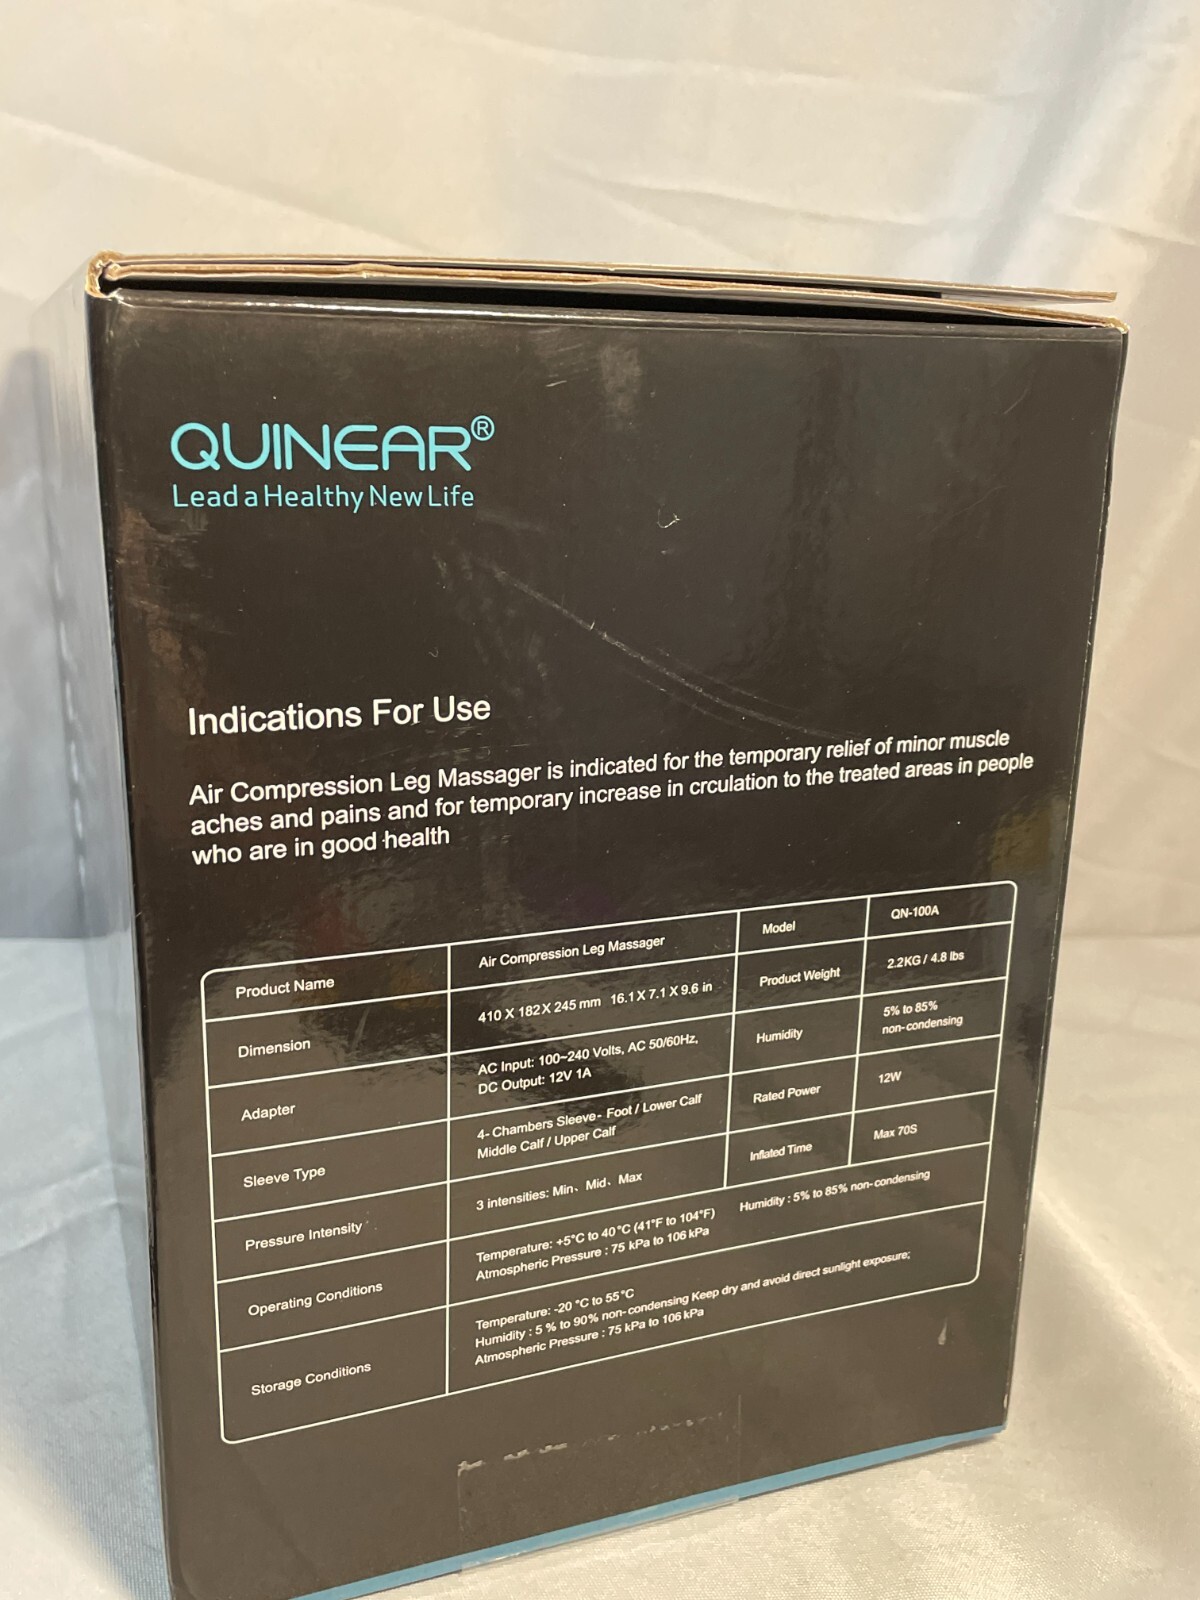 QUINEAR®
Lead a Healthy New Life
Indications For Use
Air Compression Leg Massager is indicated for the temporary relief of minor muscle
aches and pains and for temporary increase in crculation to the treated areas in people
who are in good health
Product Name
Air Compression Leg Massager
Model
QN-100A
Dimension
410 X 182 X 245 mm 16.1 X 7.1 X 9.6 in
Product Weight
2.2KG / 4.8 lbs
Adapter
AC Input: 100~240 Volts, AC 50/60Hz,
DC Output: 12V 1A
Humidity
5% to 85%
non-condensing
Sleeve Type
4- Chambers Sleeve- Foot / Lower Calf
Middle Calf / Upper Calf
Rated Power
12W
Pressure Intensity
3 intensities: Min、Mid、Max
Inflated Time
Max 70S
Operating Conditions
Temperature: +5°C to 40°C (41°F to 104°F) Humidity : 5% to 85% non-condensing
Atmospheric Pressure : 75 kPa to 106 kPa
Storage Conditions
Temperature: -20 °C to 55 °C
Humidity : 5 % to 90% non-condensing Keep dry and avoid direct sunlight exposure;
Atmospheric Pressure : 75 kPa to 106 kPa